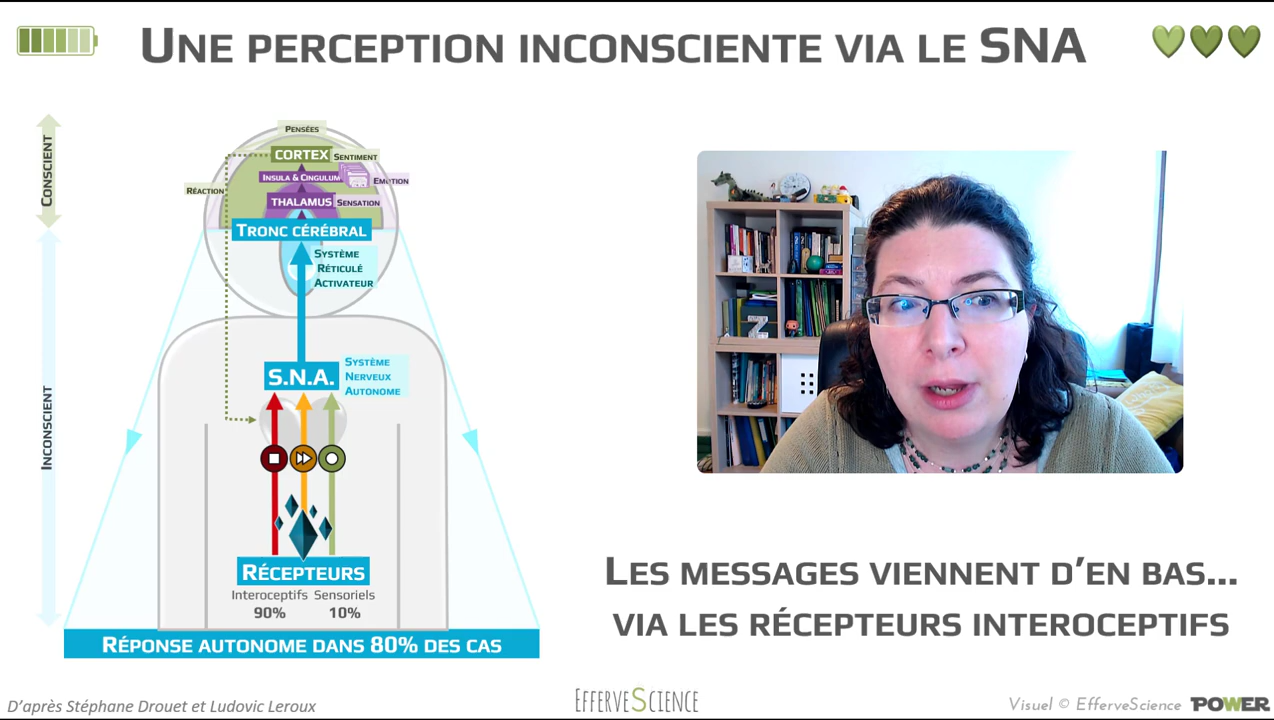 UNE PERCEPTION INCONSCIENTE VIA LE SNA
CONSCIENT
INCONSCIENT
PENSÉES
CORTEX
SENTIMENT
INSULA & CINGULUM
EMOTION
RÉACTION
THALAMUS
SENSATION
TRONC CÉRÉBRAL
SYSTÈME
RÉTICULÉ
ACTIVATEUR
S.N.A.
SYSTÈME
NERVEUX
AUTONOME
RÉCEPTEURS
Interoceptifs Sensoriels
90% 10%
RÉPONSE AUTONOME DANS 80% DES CAS
LES MESSAGES VIENNENT D’EN BAS...
VIA LES RÉCEPTEURS INTEROCEPTIFS
Z
D’après Stéphane Drouet et Ludovic Leroux
EFFERVESCIENCE
Visuel © EfferveScience POWER